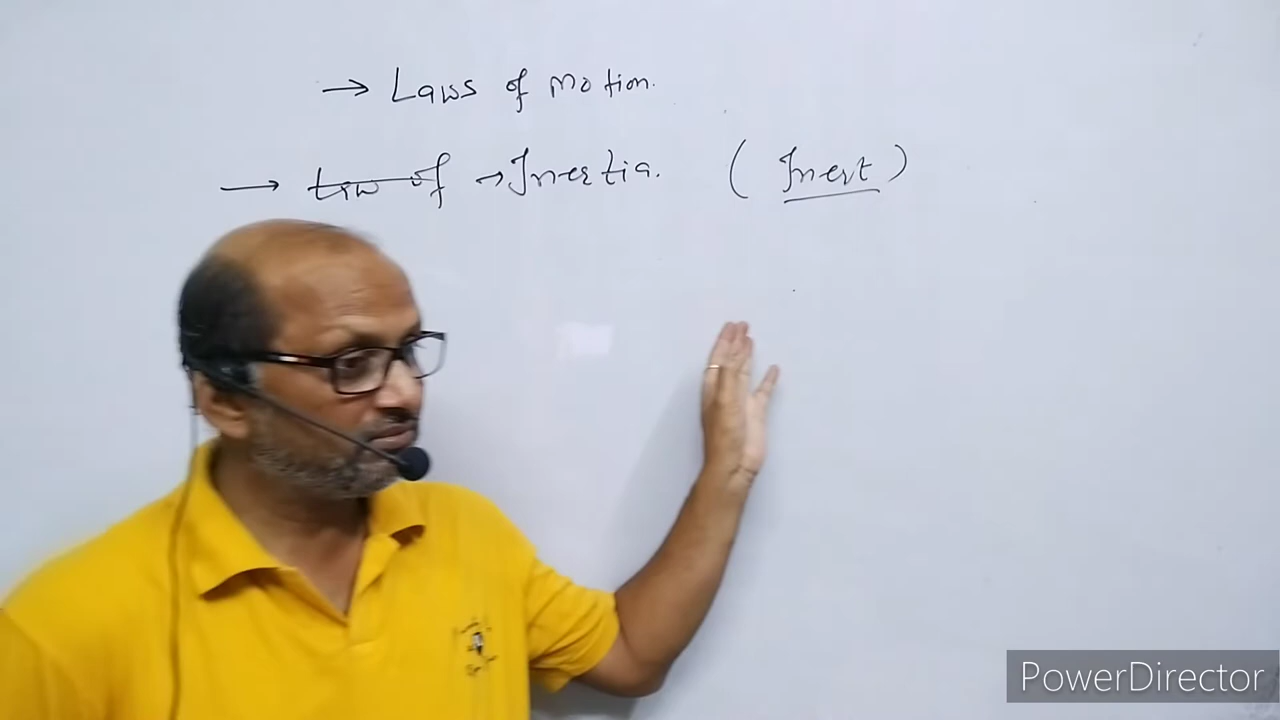 → Laws of motion.
→ ~~Law of~~ → Inertia. (Inert)
PowerDirector